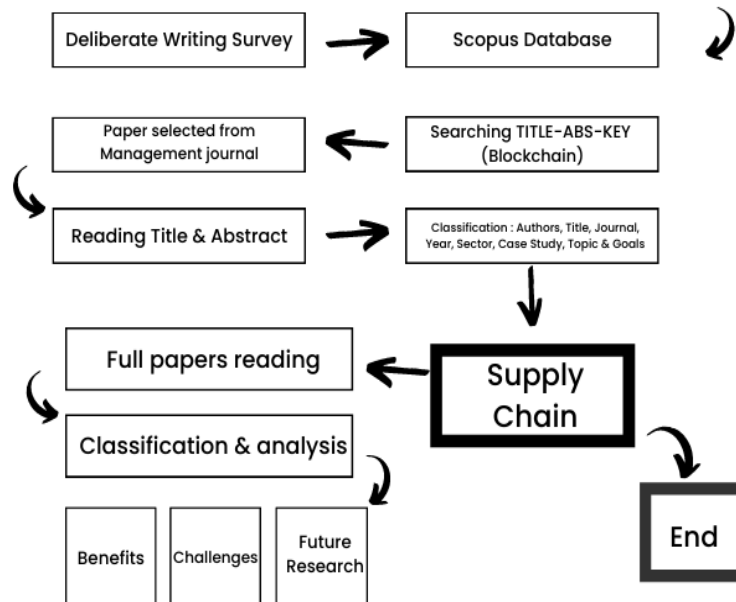 Deliberate Writing Survey
Scopus Database
Paper selected from
Management journal
Searching TITLE-ABS-KEY
(Blockchain)
Reading Title & Abstract
Classification : Authors, Title, Journal,
Year, Sector, Case Study, Topic & Goals
Full papers reading
Supply
Chain
Classification & analysis
End
Benefits
Challenges
Future
Research